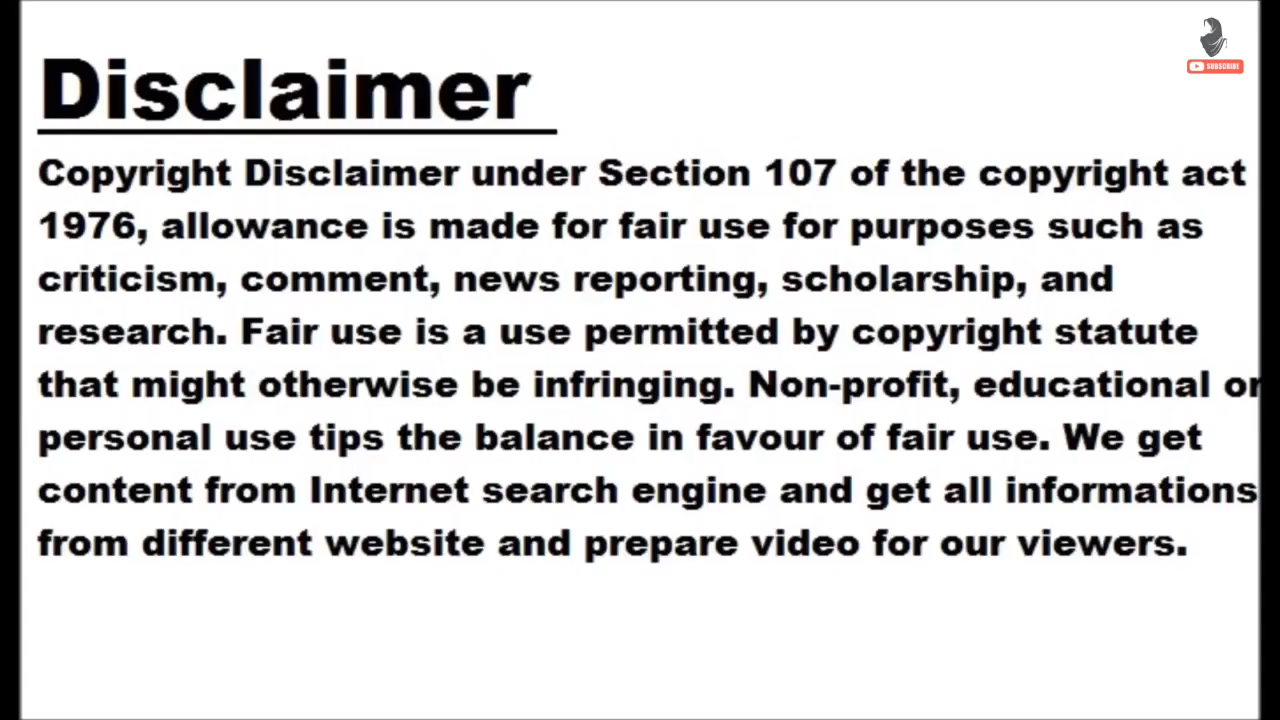 SUBSCRIBE
Disclaimer
Copyright Disclaimer under Section 107 of the copyright act
1976, allowance is made for fair use for purposes such as
criticism, comment, news reporting, scholarship, and
research. Fair use is a use permitted by copyright statute
that might otherwise be infringing. Non-profit, educational or
personal use tips the balance in favour of fair use. We get
content from Internet search engine and get all informations
from different website and prepare video for our viewers.